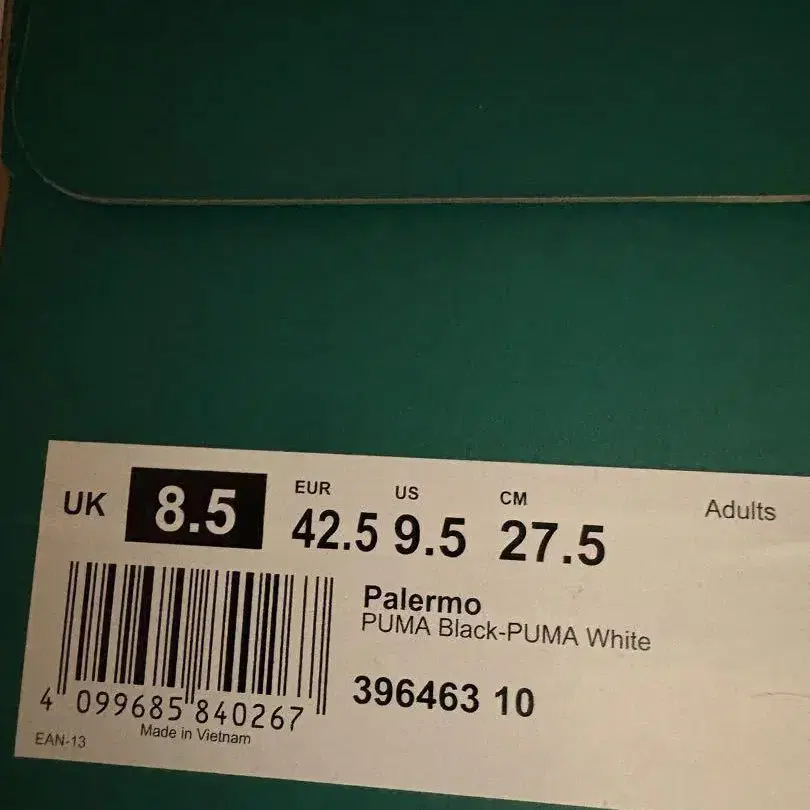 UK 8.5 EUR 42.5 US 9.5 CM 27.5 Adults
Palermo
PUMA Black-PUMA White
396463 10
4 099685 840267
EAN-13 Made in Vietnam